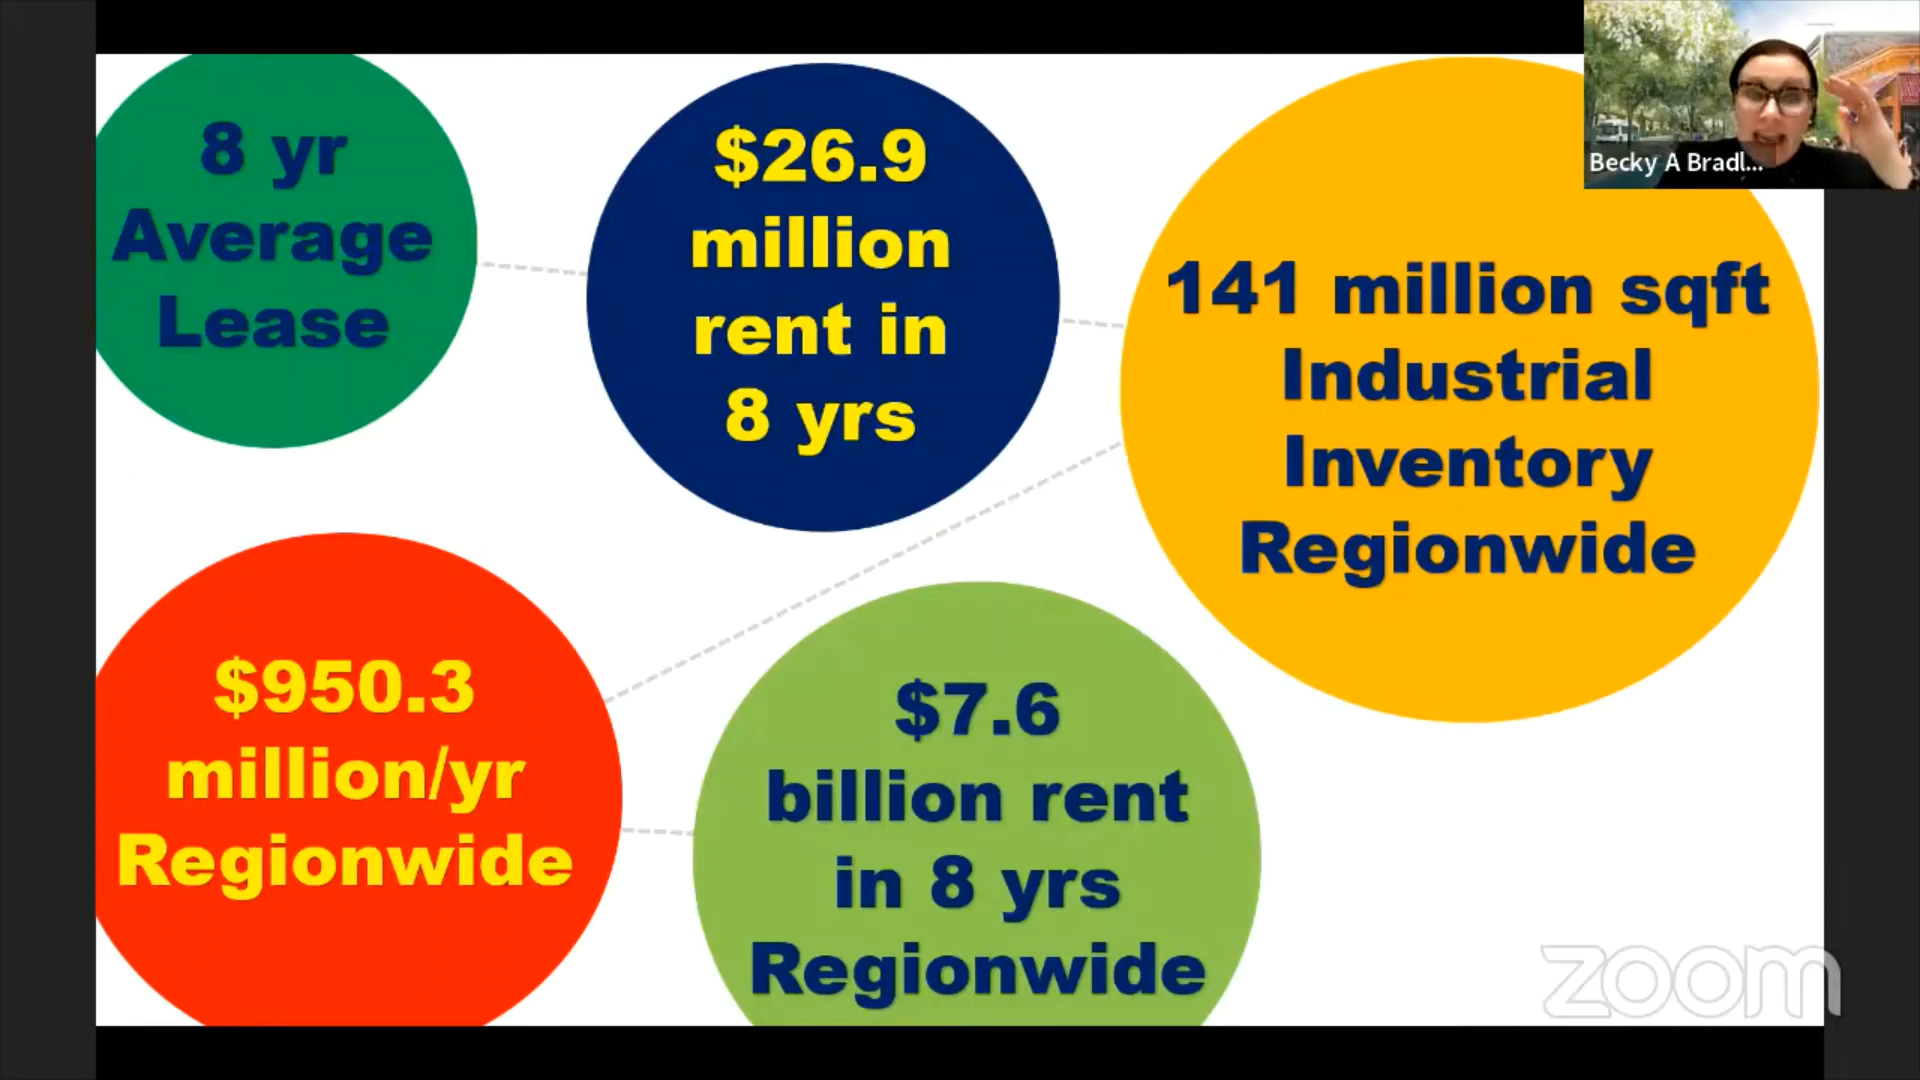 8 yr
Average
Lease
$26.9
million
rent in
8 yrs
141 million sqft
Industrial
Inventory
Regionwide
$950.3
million/yr
Regionwide
$7.6
billion rent
in 8 yrs
Regionwide
Becky A Bradl...
zoom